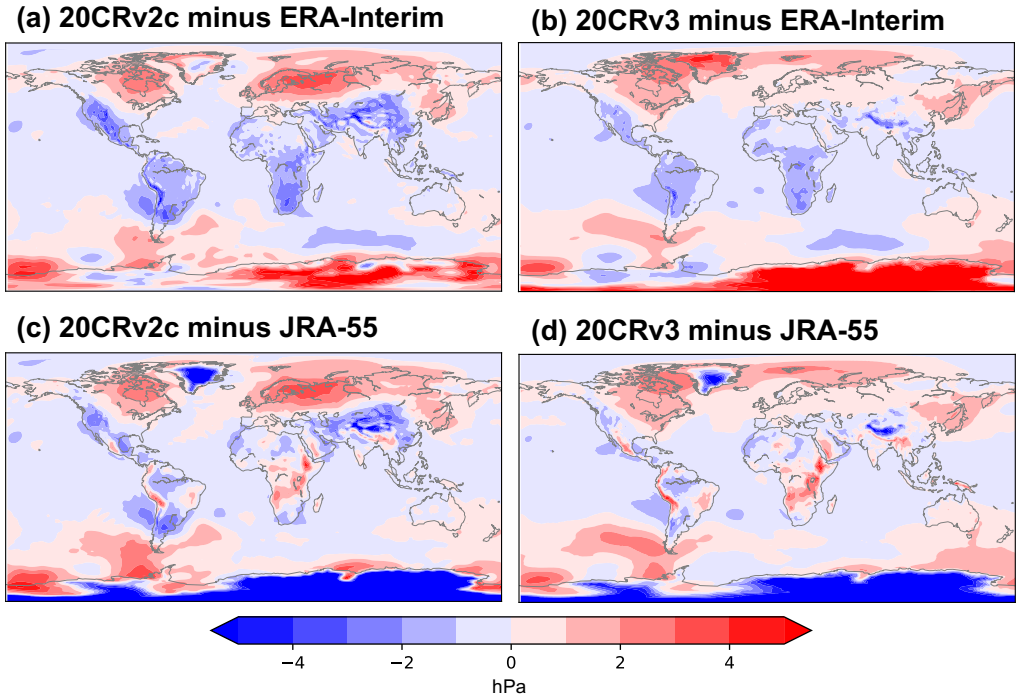 (a) 20CRv2c minus ERA-Interim
(b) 20CRv3 minus ERA-Interim
(c) 20CRv2c minus JRA-55
(d) 20CRv3 minus JRA-55
−4 −2 0 2 4
hPa